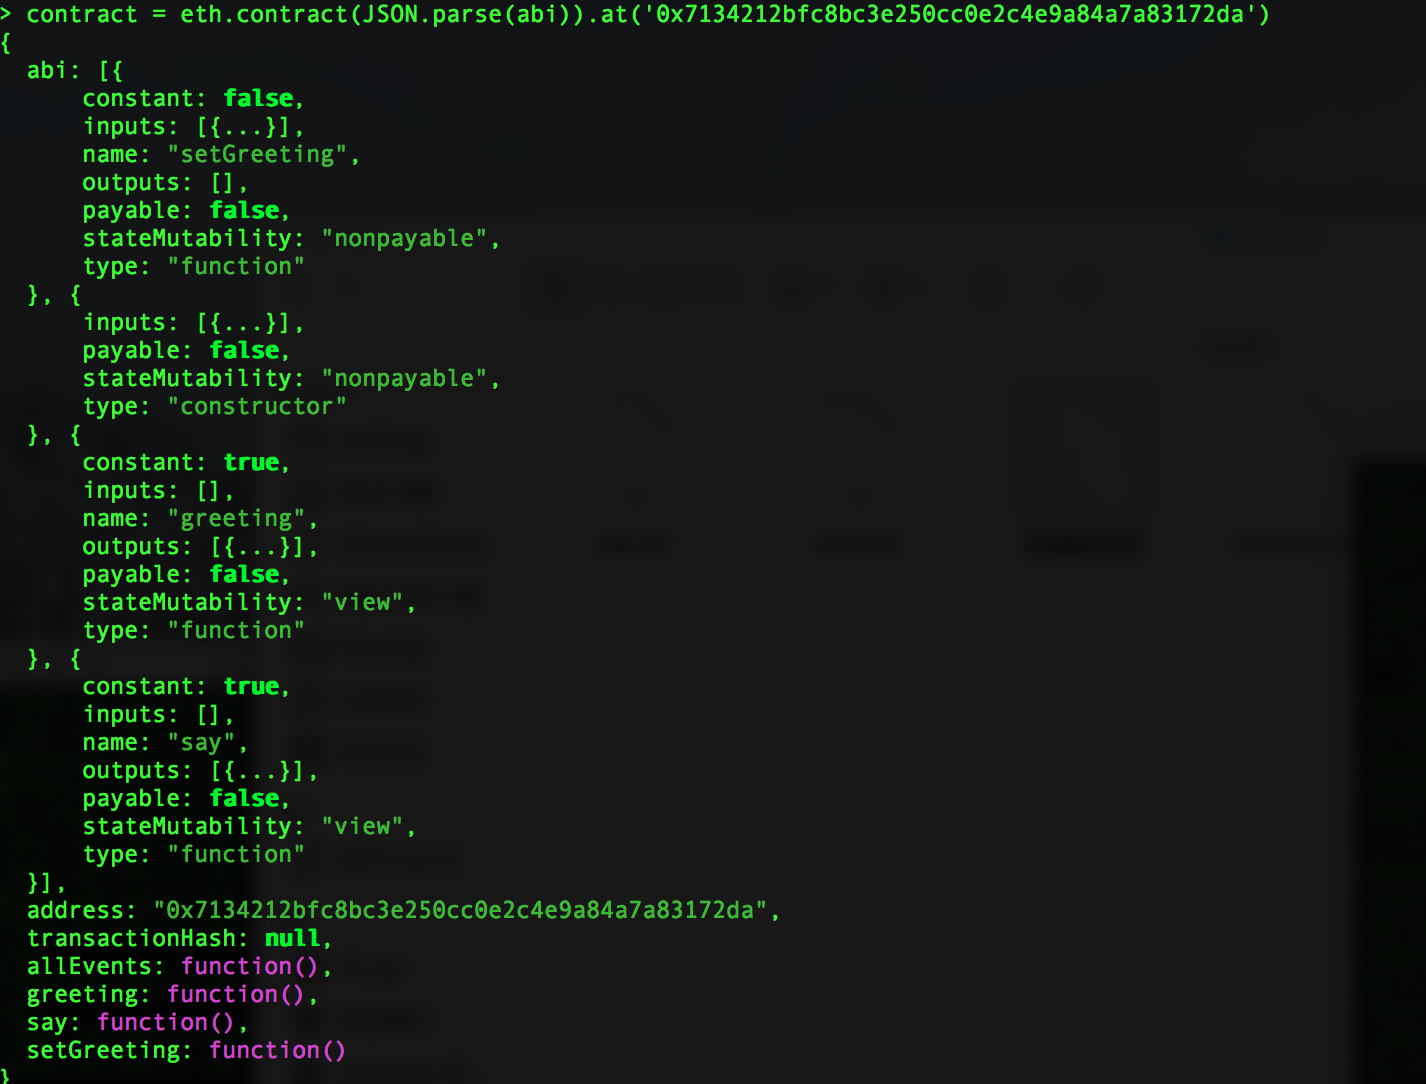 > contract = eth.contract(JSON.parse(abi)).at('0x7134212bfc8bc3e250cc0e2c4e9a84a7a83172da')
{
  abi: [{
      constant: false,
      inputs: [{...}],
      name: "setGreeting",
      outputs: [],
      payable: false,
      stateMutability: "nonpayable",
      type: "function"
  }, {
      inputs: [{...}],
      payable: false,
      stateMutability: "nonpayable",
      type: "constructor"
  }, {
      constant: true,
      inputs: [],
      name: "greeting",
      outputs: [{...}],
      payable: false,
      stateMutability: "view",
      type: "function"
  }, {
      constant: true,
      inputs: [],
      name: "say",
      outputs: [{...}],
      payable: false,
      stateMutability: "view",
      type: "function"
  }],
  address: "0x7134212bfc8bc3e250cc0e2c4e9a84a7a83172da",
  transactionHash: null,
  allEvents: function(),
  greeting: function(),
  say: function(),
  setGreeting: function()
}